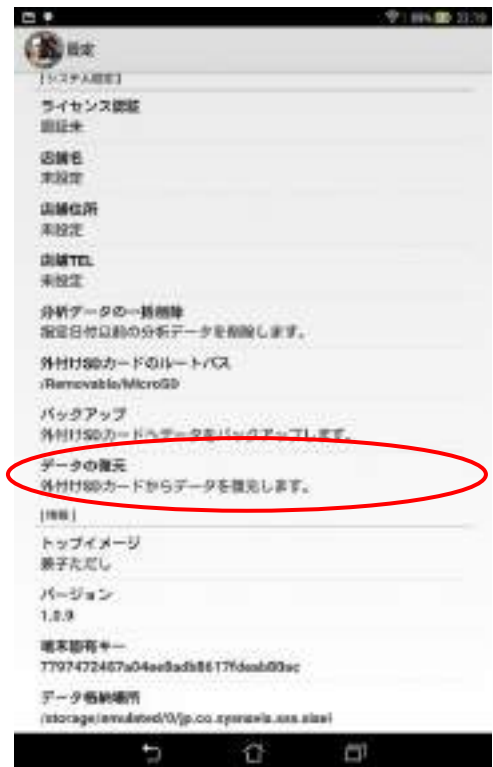 設定
[システム設定]
ライセンス認証
認証未
店舗名
未設定
店舗住所
未設定
店舗TEL
未設定
分析データの一括削除
指定日付以前の分析データを削除します。
外付けSDカードのルートパス
/Removable/MicroSD
バックアップ
外付けSDカードへデータをバックアップします。
データの復元
外付けSDカードからデータを復元します。
[情報]
トップイメージ
バージョン
1.0.9
端末固有キー
データ格納場所